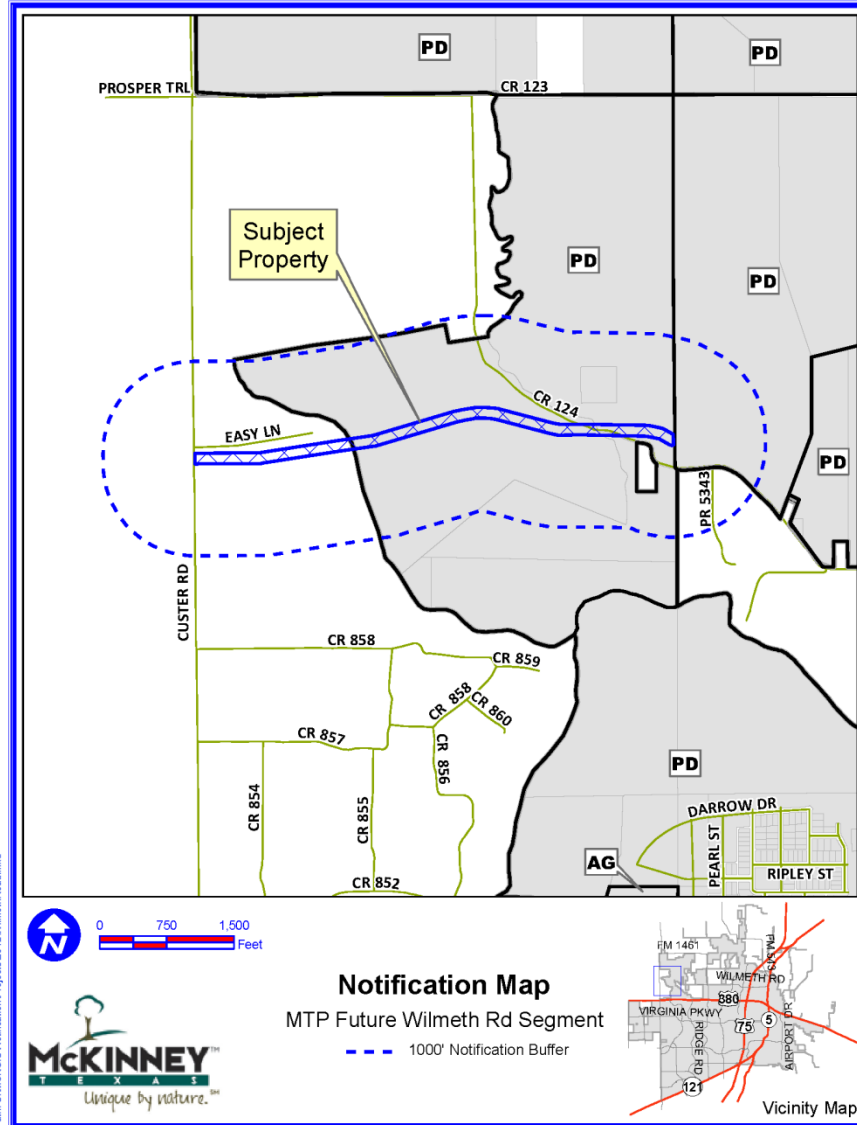 PD
PD
PROSPER TRL
CR 123
Subject
Property
PD
PD
CR 124
EASY LN
PD
PR 5343
CUSTER RD
CR 858
CR 859
CR 858
CR 860
CR 857
CR 856
CR 854
CR 855
PD
DARROW DR
PEARL ST
AG
RIPLEY ST
CR 852
N
0 750 1,500
Feet
Notification Map
MTP Future Wilmeth Rd Segment
1000' Notification Buffer
McKINNEY™
TEXAS
Unique by nature.℠
FM 1461
FM 543
WILMETH RD
380
VIRGINIA PKWY
75
5
RIDGE RD
AIRPORT DR
121
Vicinity Map